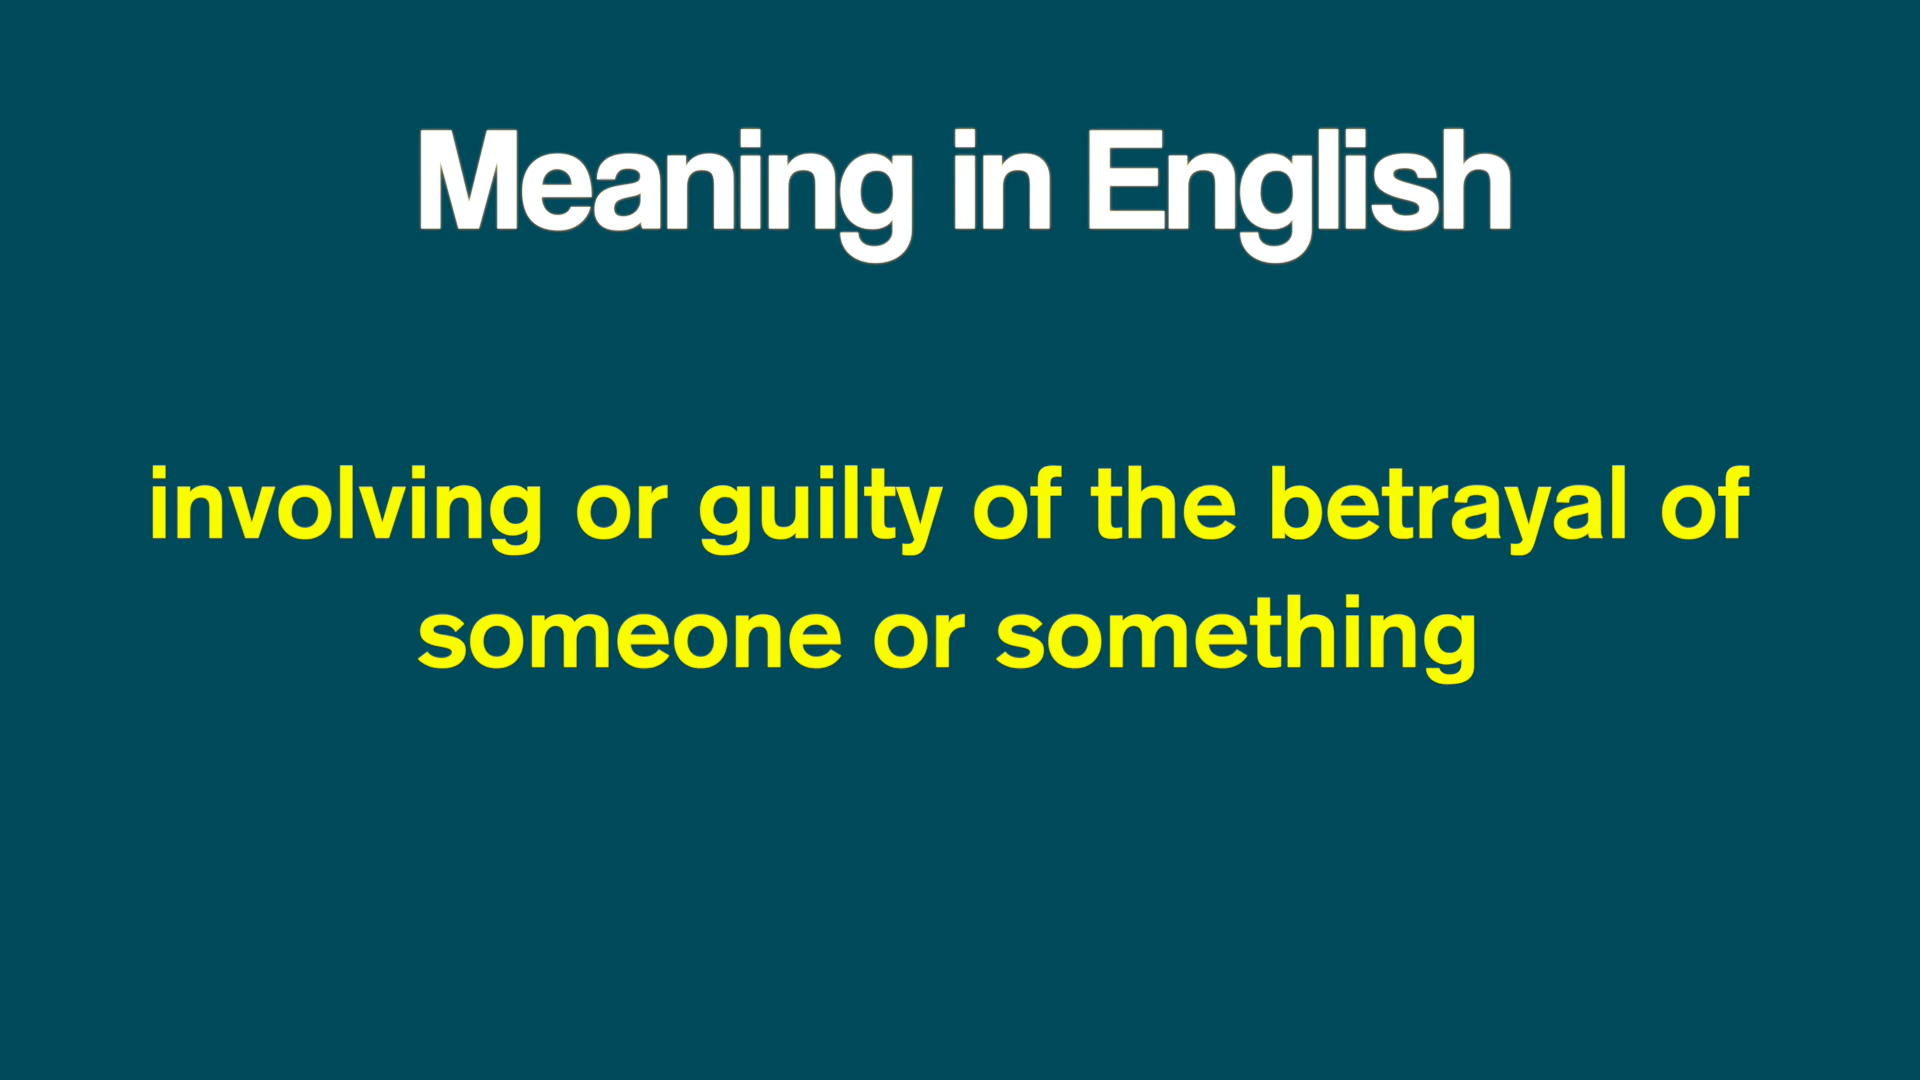 Meaning in English
involving or guilty of the betrayal of
someone or something